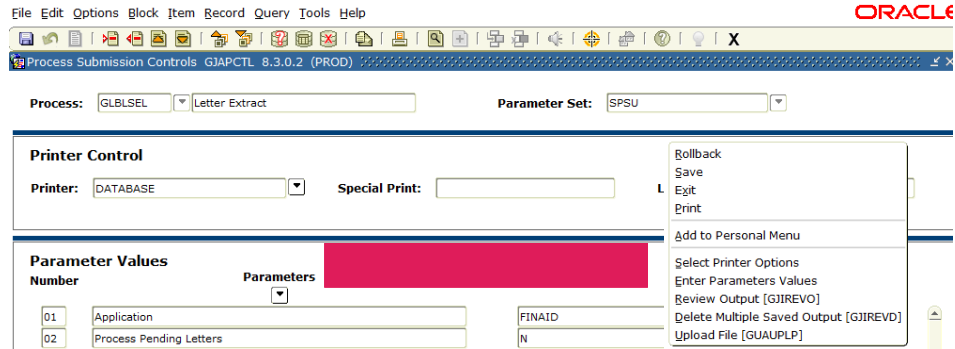 File Edit Options Block Item Record Query Tools Help
ORACLE
X
Process Submission Controls GJAPCTL 8.3.0.2 (PROD)
Process: GLBLSEL Letter Extract Parameter Set: SPSU
Printer Control
Printer: DATABASE Special Print: L
Rollback
Save
Exit
Print
Add to Personal Menu
Select Printer Options
Enter Parameters Values
Review Output [GJIREVO]
Delete Multiple Saved Output [GJIREVD]
Upload File [GUAUPLP]
Parameter Values
Number Parameters
01 Application FINAID
02 Process Pending Letters N